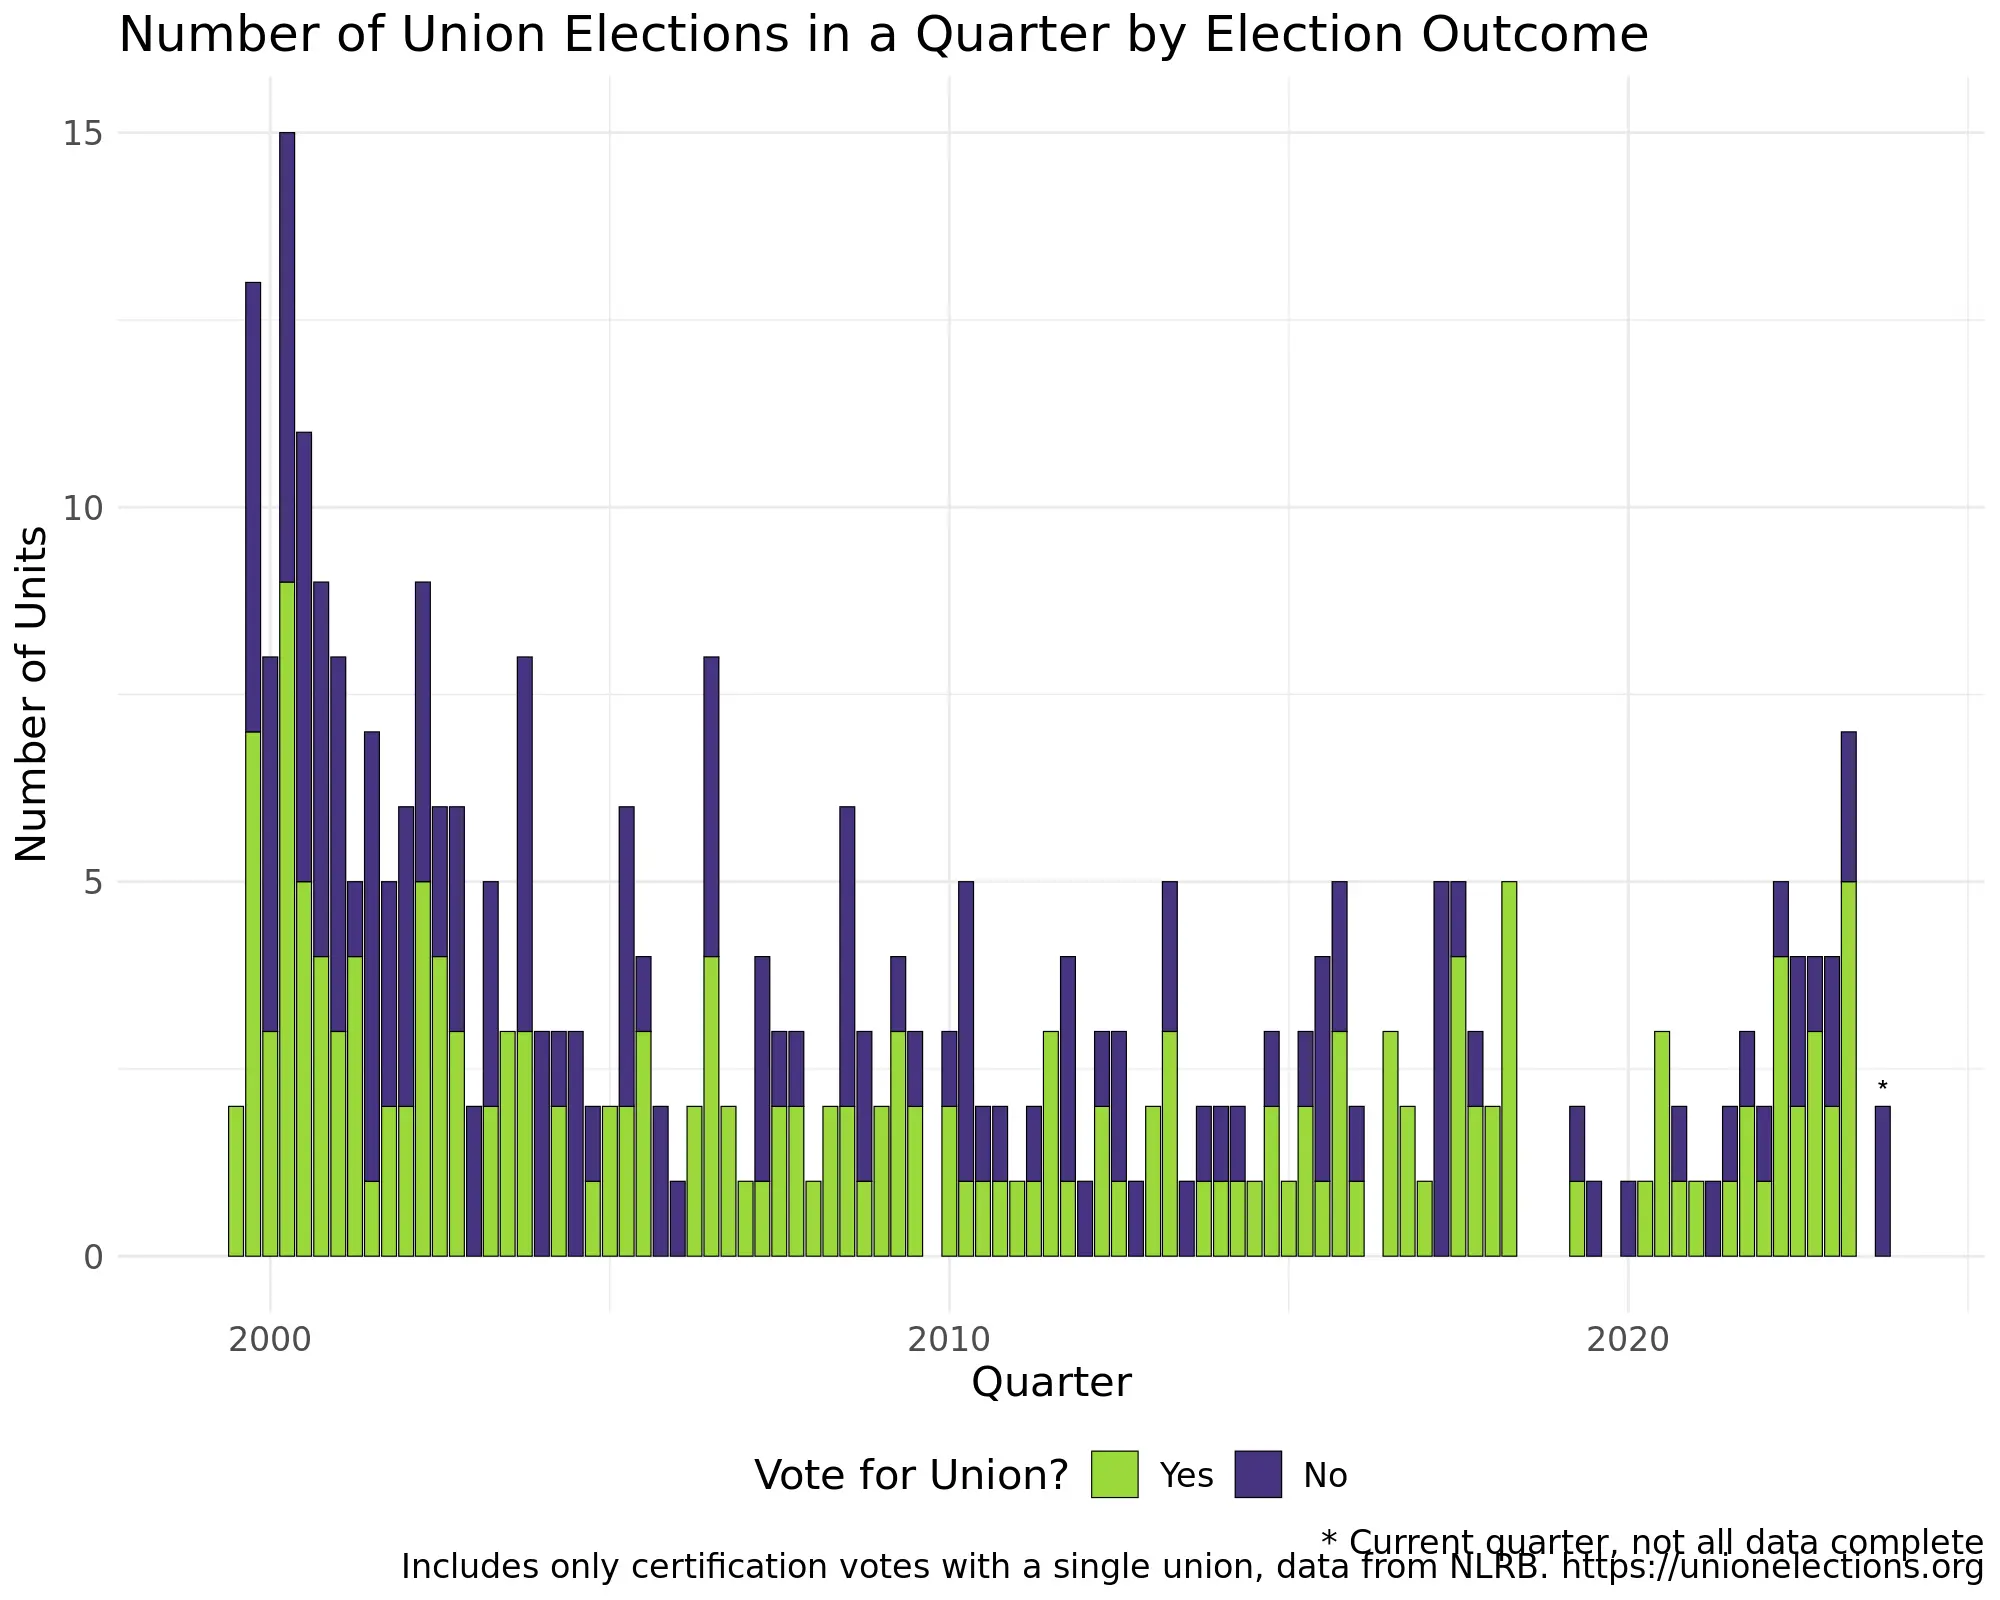 Number of Union Elections in a Quarter by Election Outcome
Number of Units
15
10
5
0
*
2000
2010
2020
Quarter
Vote for Union?
Yes
No
* Current quarter, not all data complete
Includes only certification votes with a single union, data from NLRB. https://unionelections.org